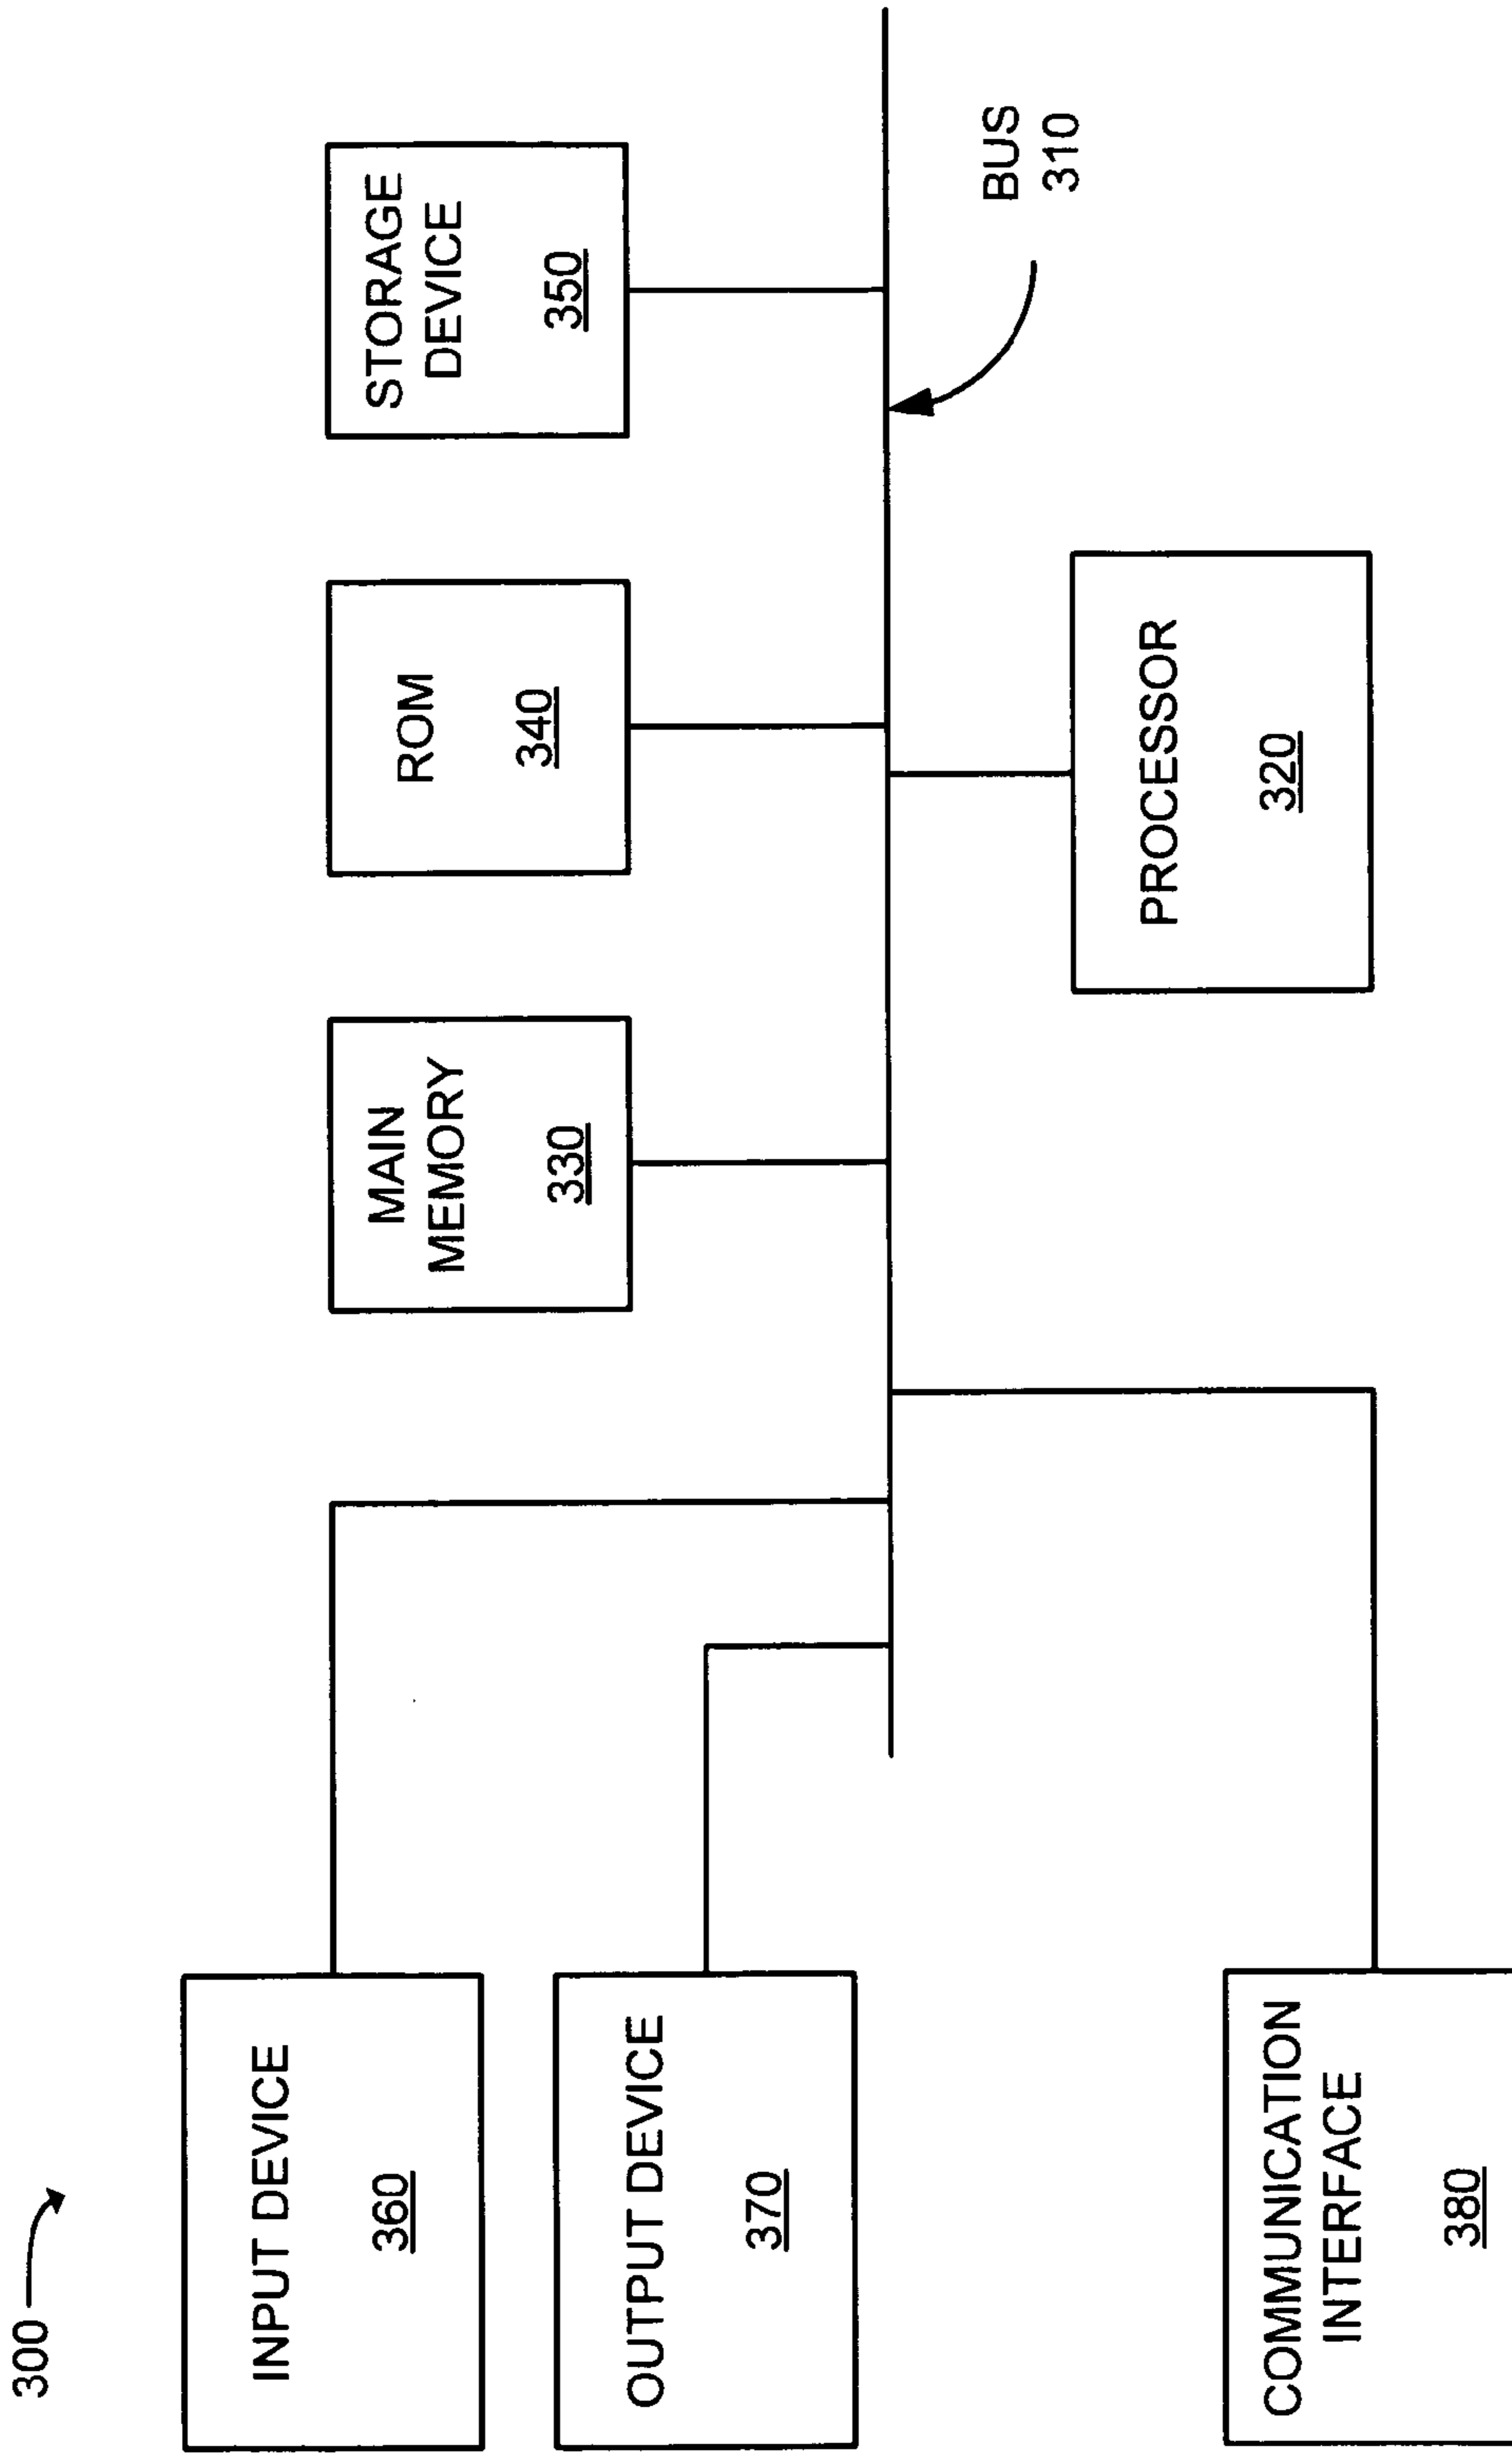 300
INPUT DEVICE
360
OUTPUT DEVICE
370
COMMUNICATION
INTERFACE
380
MAIN
MEMORY
330
ROM
340
STORAGE
DEVICE
350
PROCESSOR
320
BUS
310